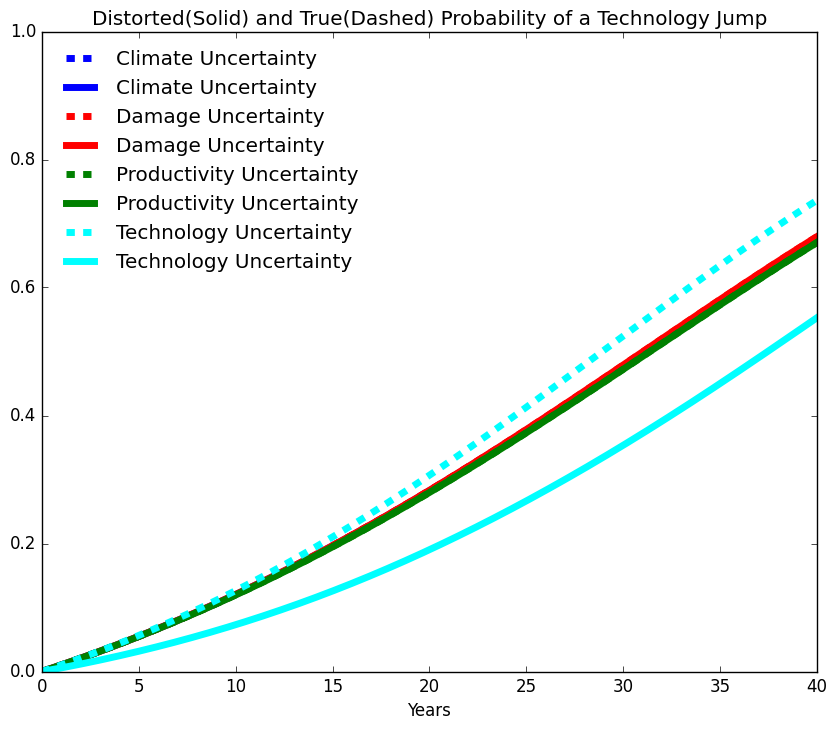 Distorted(Solid) and True(Dashed) Probability of a Technology Jump
1.0
Climate Uncertainty
Climate Uncertainty
Damage Uncertainty
Damage Uncertainty
Productivity Uncertainty
Productivity Uncertainty
Technology Uncertainty
Technology Uncertainty
0.8
0.6
0.4
0.2
0.0
0 5 10 15 20 25 30 35 40
Years